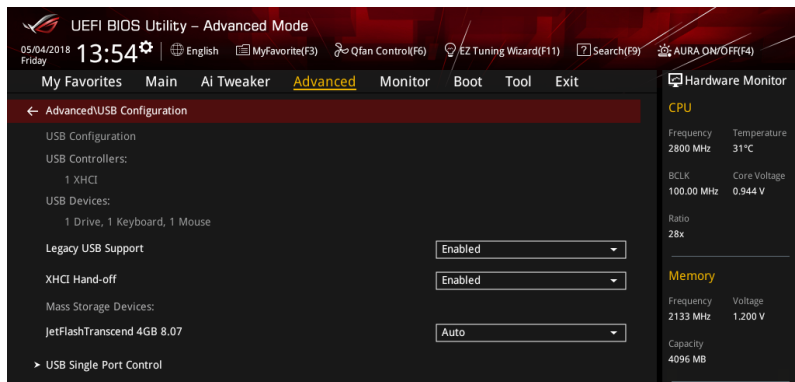 UEFI BIOS Utility – Advanced Mode
05/04/2018 Friday 13:54 English MyFavorite(F3) Qfan Control(F6) EZ Tuning Wizard(F11) ? Search(F9) AURA ON/OFF(F4)
My Favorites Main Ai Tweaker Advanced Monitor Boot Tool Exit
Hardware Monitor
← Advanced\USB Configuration
USB Configuration
USB Controllers:
1 XHCI
USB Devices:
1 Drive, 1 Keyboard, 1 Mouse
Legacy USB Support Enabled
XHCI Hand-off Enabled
Mass Storage Devices:
JetFlashTranscend 4GB 8.07 Auto
> USB Single Port Control
CPU
Frequency Temperature
2800 MHz 31°C
BCLK Core Voltage
100.00 MHz 0.944 V
Ratio
28x
Memory
Frequency Voltage
2133 MHz 1.200 V
Capacity
4096 MB